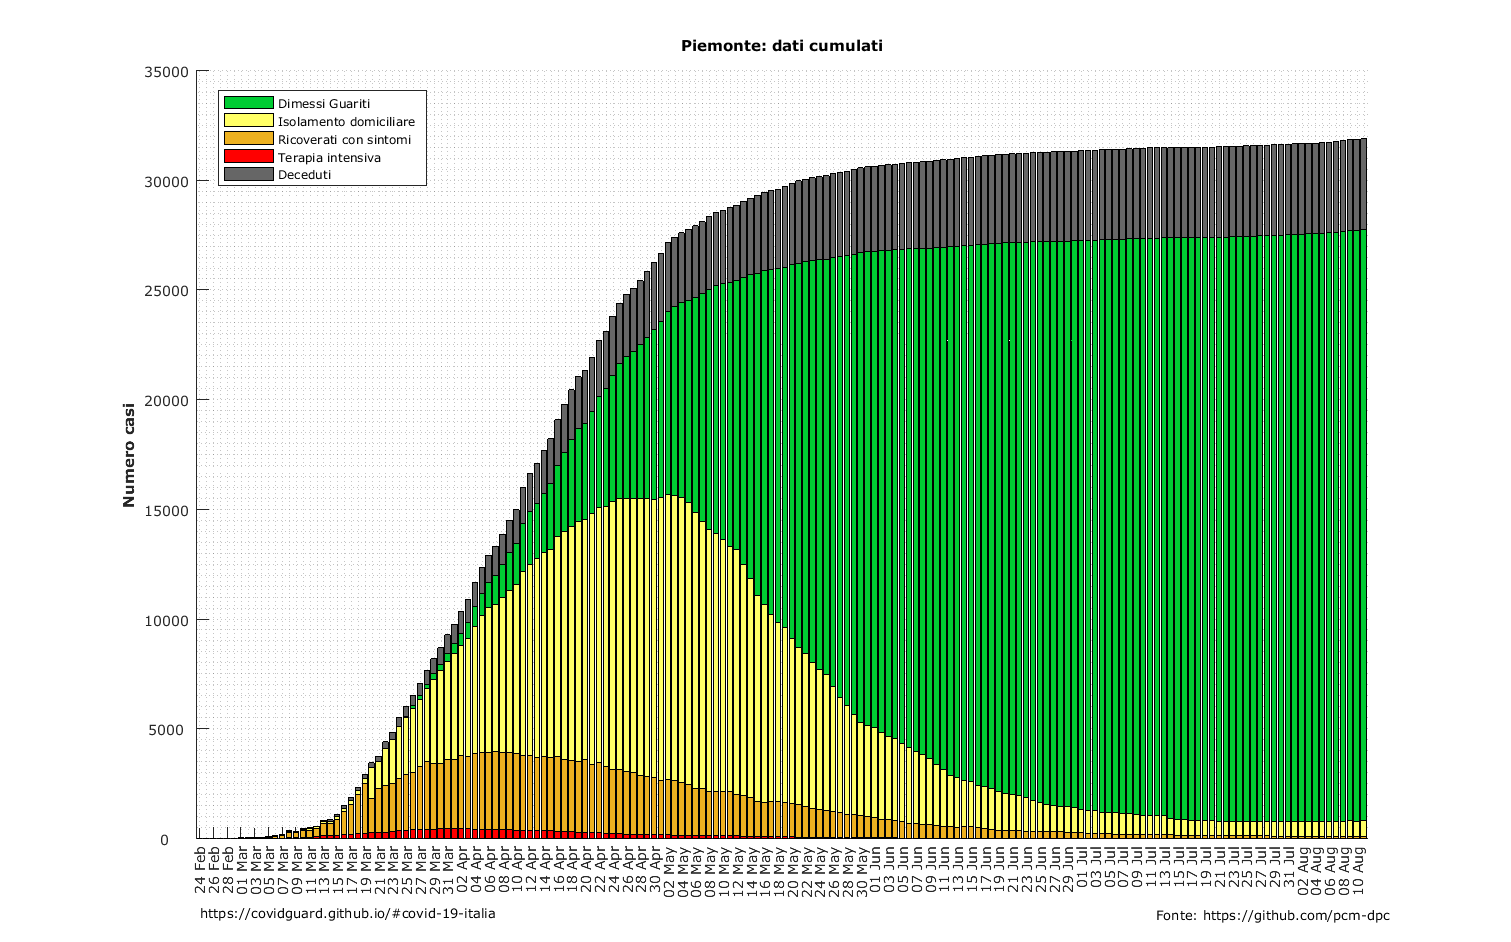 Piemonte: dati cumulati
35000
30000
25000
20000
15000
10000
5000
0
Numero casi
Dimessi Guariti
Isolamento domiciliare
Ricoverati con sintomi
Terapia intensiva
Deceduti
24 Feb
26 Feb
28 Feb
01 Mar
03 Mar
05 Mar
07 Mar
09 Mar
11 Mar
13 Mar
15 Mar
17 Mar
19 Mar
21 Mar
23 Mar
25 Mar
27 Mar
29 Mar
31 Mar
02 Apr
04 Apr
06 Apr
08 Apr
10 Apr
12 Apr
14 Apr
16 Apr
18 Apr
20 Apr
22 Apr
24 Apr
26 Apr
28 Apr
30 Apr
02 May
04 May
06 May
08 May
10 May
12 May
14 May
16 May
18 May
20 May
22 May
24 May
26 May
28 May
30 May
01 Jun
03 Jun
05 Jun
07 Jun
09 Jun
11 Jun
13 Jun
15 Jun
17 Jun
19 Jun
21 Jun
23 Jun
25 Jun
27 Jun
29 Jun
01 Jul
03 Jul
05 Jul
07 Jul
09 Jul
11 Jul
13 Jul
15 Jul
17 Jul
19 Jul
21 Jul
23 Jul
25 Jul
27 Jul
29 Jul
31 Jul
02 Aug
04 Aug
06 Aug
08 Aug
10 Aug
https://covidguard.github.io/#covid-19-italia
Fonte: https://github.com/pcm-dpc